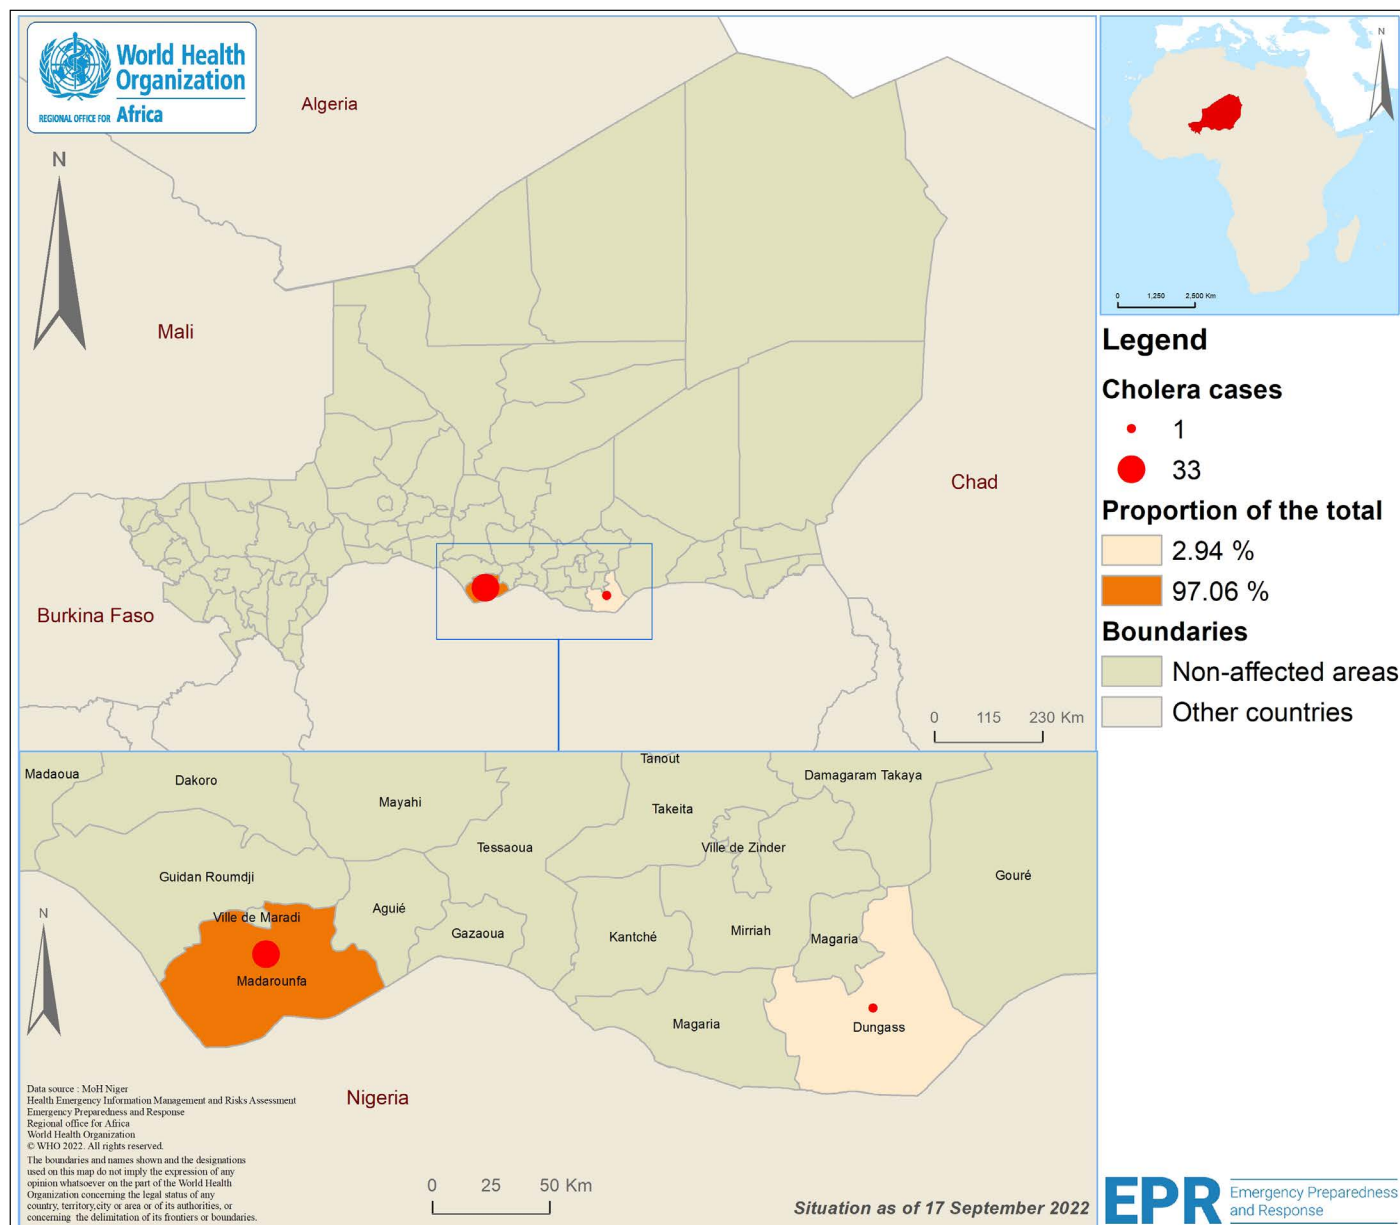 World Health
Organization
REGIONAL OFFICE FOR Africa
Algeria
N
Mali
Chad
Burkina Faso
0 115 230 Km
N
0 1,250 2,500 Km
Legend
Cholera cases
1
33
Proportion of the total
2.94 %
97.06 %
Boundaries
Non-affected areas
Other countries
Tanout
Madaoua
Dakoro
Damagaram Takaya
Mayahi
Takeita
Tessaoua
Ville de Zinder
Guidan Roumdji
Gouré
Aguié
Ville de Maradi
N
Gazaoua
Kantché
Mirriah
Magaria
Madarounfa
Magaria
Dungass
Nigeria
Data source : MoH Niger
Health Emergency Information Management and Risks Assessment
Emergency Preparedness and Response
Regional office for Africa
World Health Organization
© WHO 2022. All rights reserved.
The boundaries and names shown and the designations
used on this map do not imply the expression of any
opinion whatsoever on the part of the World Health
Organization concerning the legal status of any
country, territory,city or area or of its authorities, or
concerning the delimitation of its frontiers or boundaries.
0 25 50 Km
Situation as of 17 September 2022
EPR Emergency Preparedness
and Response